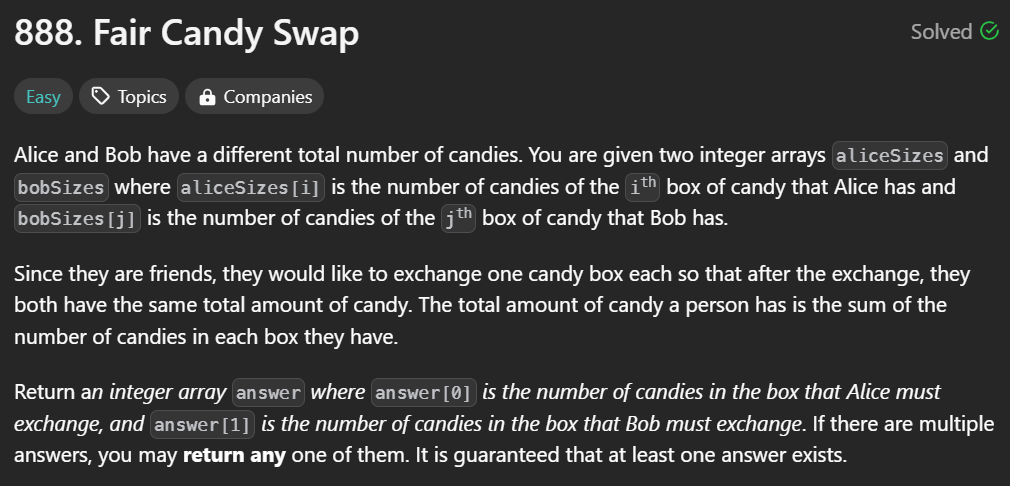 888. Fair Candy Swap
Solved
Easy
Topics
Companies
Alice and Bob have a different total number of candies. You are given two integer arrays aliceSizes and
bobSizes where aliceSizes[i] is the number of candies of the ith box of candy that Alice has and
bobSizes[j] is the number of candies of the jth box of candy that Bob has.
Since they are friends, they would like to exchange one candy box each so that after the exchange, they
both have the same total amount of candy. The total amount of candy a person has is the sum of the
number of candies in each box they have.
Return an integer array answer where answer[0] is the number of candies in the box that Alice must
exchange, and answer[1] is the number of candies in the box that Bob must exchange. If there are multiple
answers, you may return any one of them. It is guaranteed that at least one answer exists.